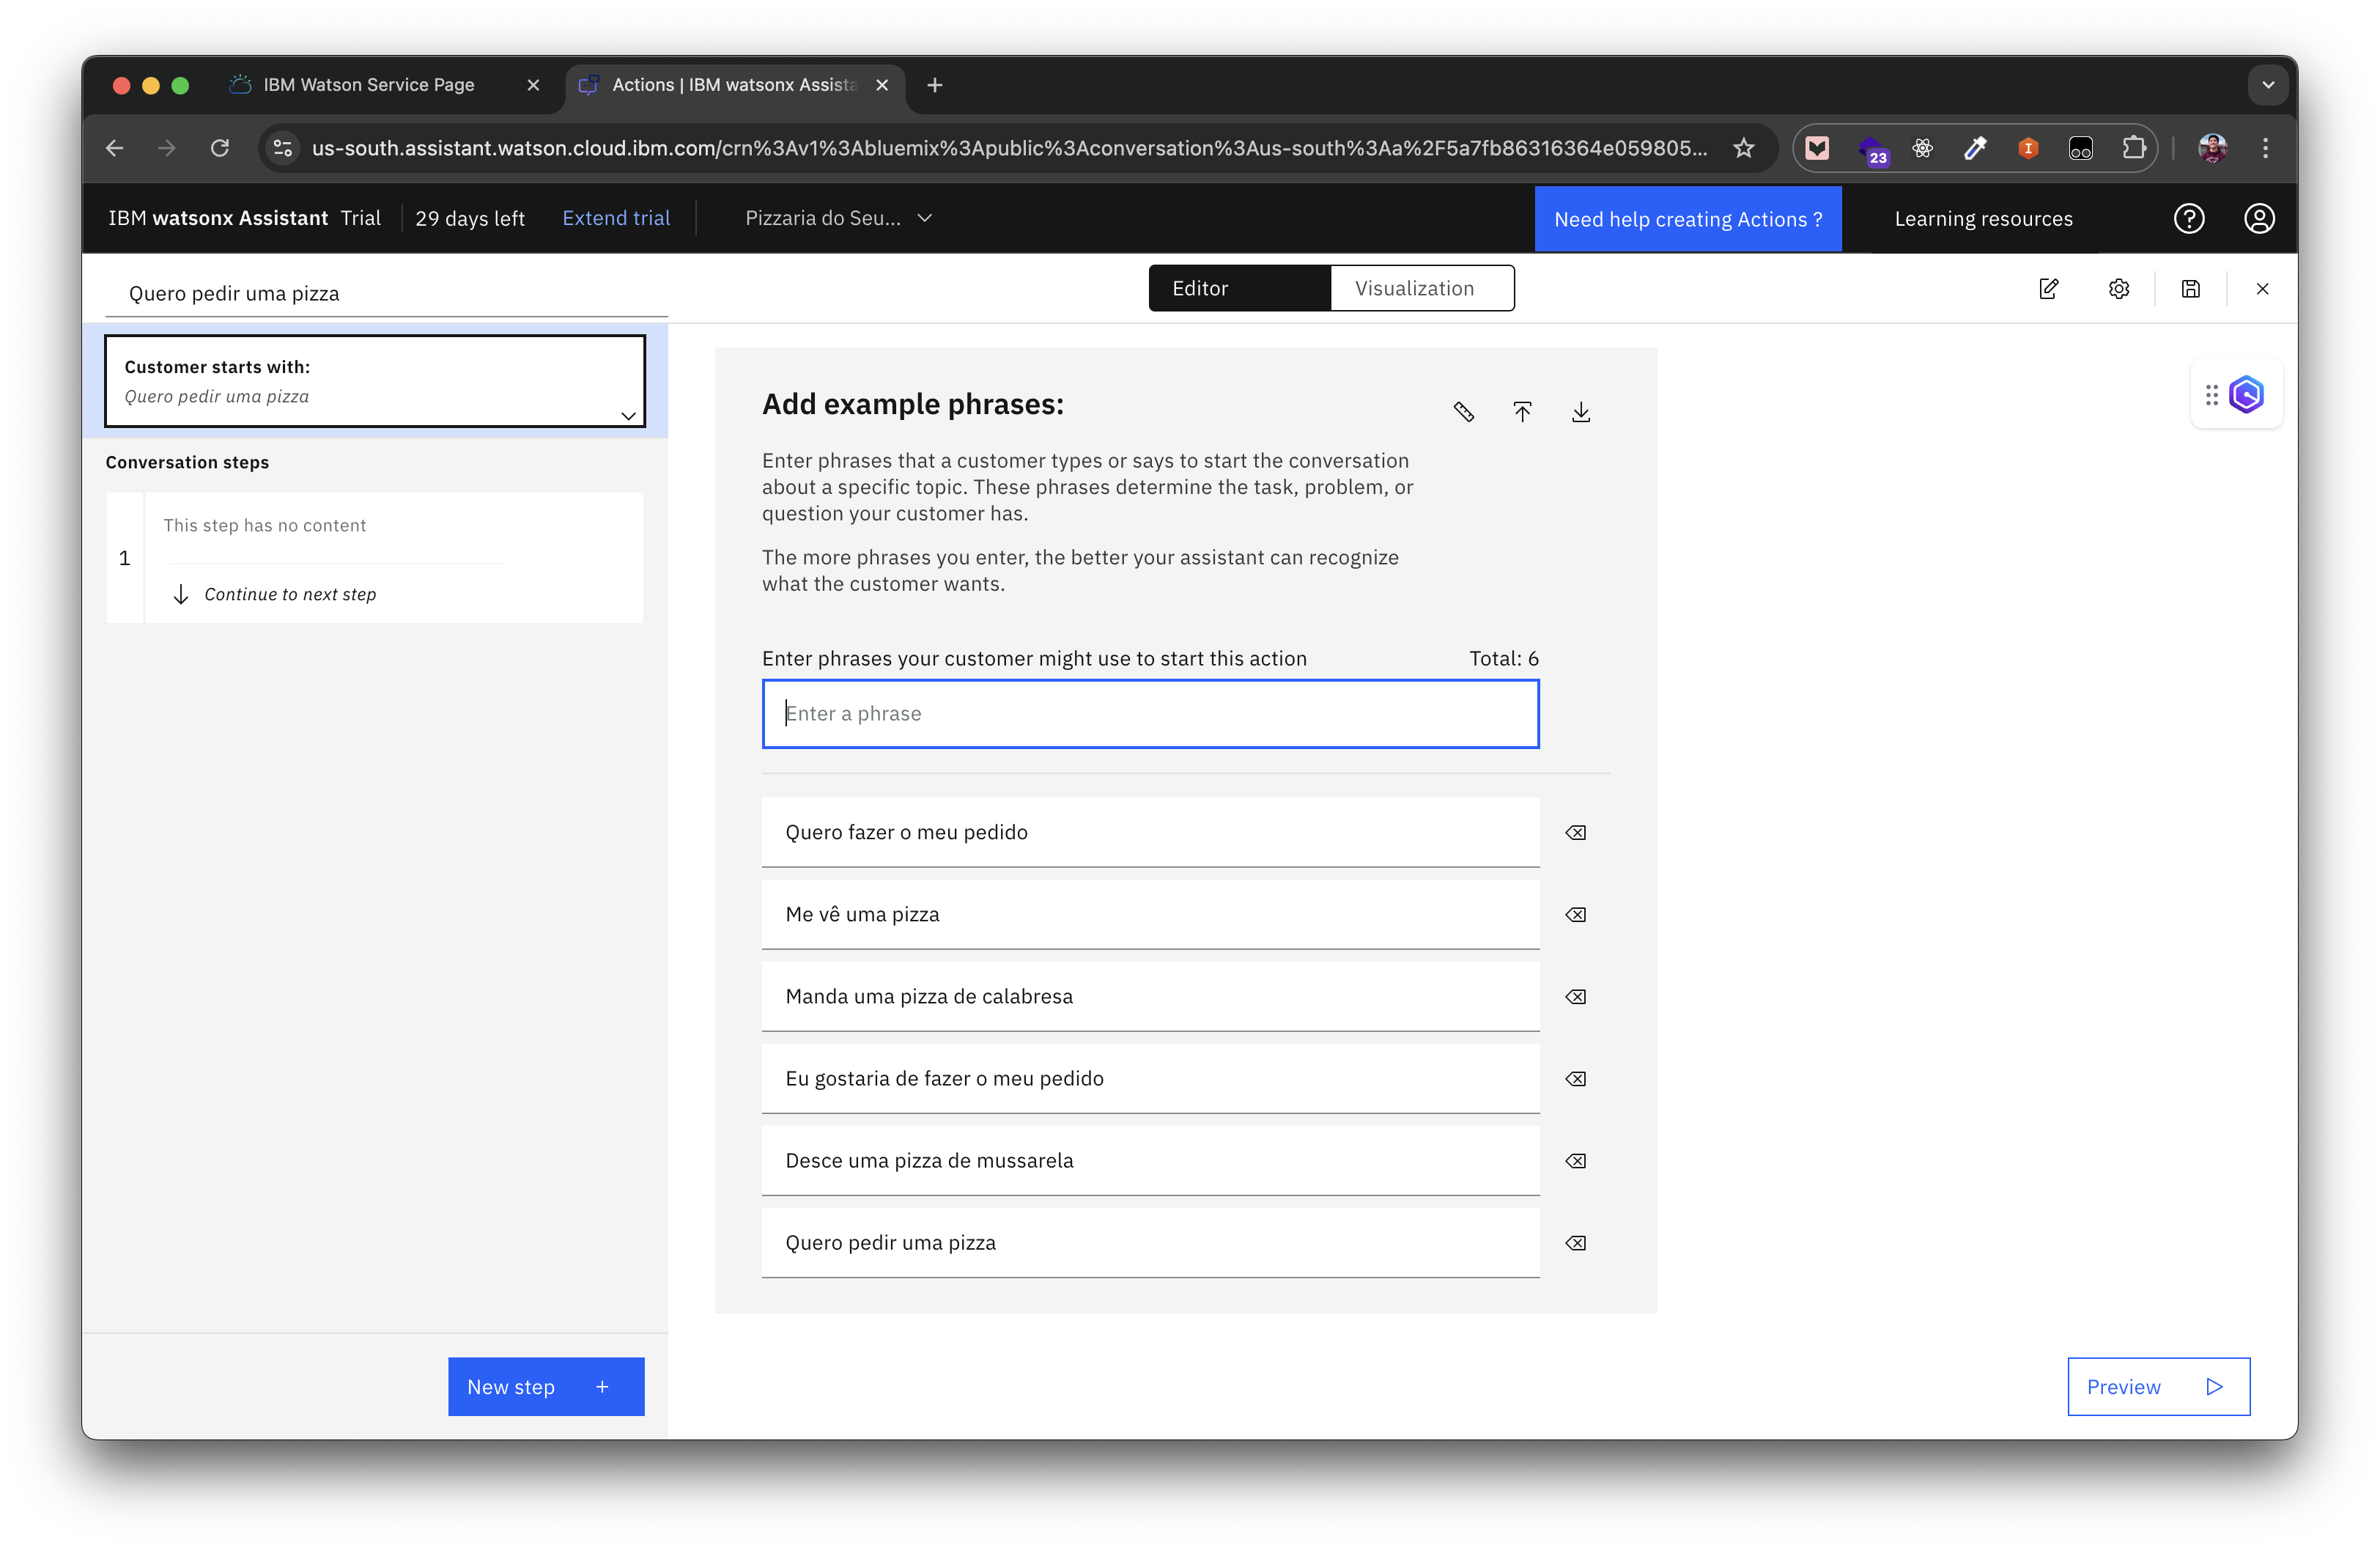 IBM Watson Service Page
Actions | IBM watsonx Assista
us-south.assistant.watson.cloud.ibm.com/crn%3Av1%3Abluemix%3Apublic%3Aconversation%3Aus-south%3Aa%2F5a7fb86316364e059805...
23
IBM watsonx Assistant Trial
29 days left
Extend trial
Pizzaria do Seu...
Need help creating Actions ?
Learning resources
Quero pedir uma pizza
Editor
Visualization
Customer starts with:
Quero pedir uma pizza
Conversation steps
1
This step has no content
Continue to next step
New step
Add example phrases:
Enter phrases that a customer types or says to start the conversation
about a specific topic. These phrases determine the task, problem, or
question your customer has.
The more phrases you enter, the better your assistant can recognize
what the customer wants.
Enter phrases your customer might use to start this action
Total: 6
Enter a phrase
Quero fazer o meu pedido
Me vê uma pizza
Manda uma pizza de calabresa
Eu gostaria de fazer o meu pedido
Desce uma pizza de mussarela
Quero pedir uma pizza
Preview